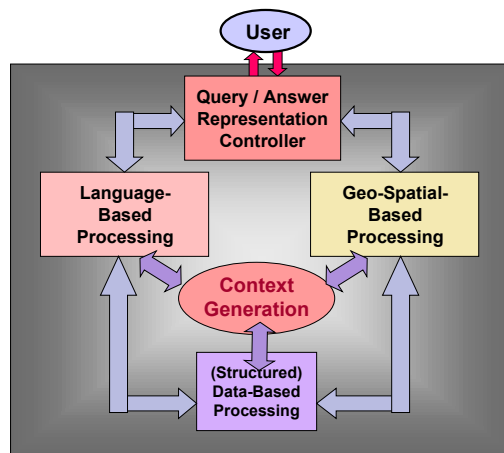 User
Query / Answer
Representation
Controller
Language-
Based
Processing
Geo-Spatial-
Based
Processing
Context
Generation
(Structured)
Data-Based
Processing